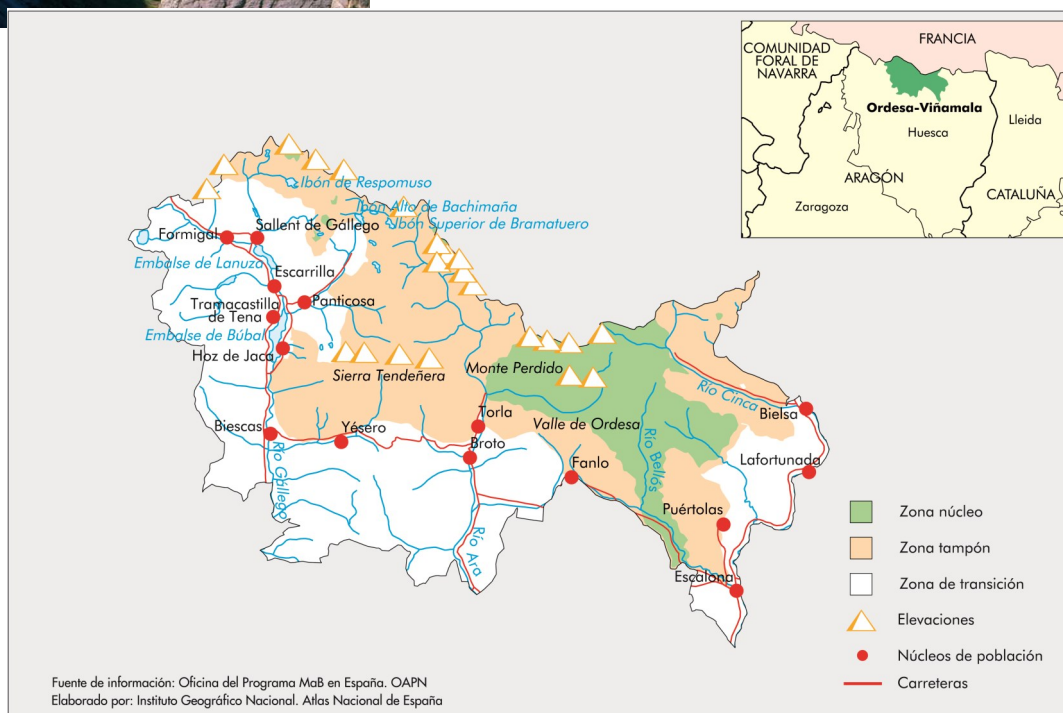 FRANCIA
COMUNIDAD
FORAL DE
NAVARRA
Ordesa-Viñamala
Huesca
Lleida
ARAGÓN
CATALUÑA
Zaragoza
Ibón de Respomuso
Ibón Alto de Bachimaña
Ibón Superior de Bramatuero
Sallent de Gállego
Formigal
Embalse de Lanuza
Escarrilla
Tramacastilla
de Tena
Panticosa
Embalse de Búbal
Hoz de Jaca
Sierra Tendeñera
Monte Perdido
Río Cinca
Bielsa
Torla
Valle de Ordesa
Biescas
Yésero
Broto
Río Bellós
Lafortunada
Fanlo
Río Gállego
Puértolas
Río Ara
Escalona
Zona núcleo
Zona tampón
Zona de transición
Elevaciones
Núcleos de población
Carreteras
Fuente de información: Oficina del Programa MaB en España. OAPN
Elaborado por: Instituto Geográfico Nacional. Atlas Nacional de España